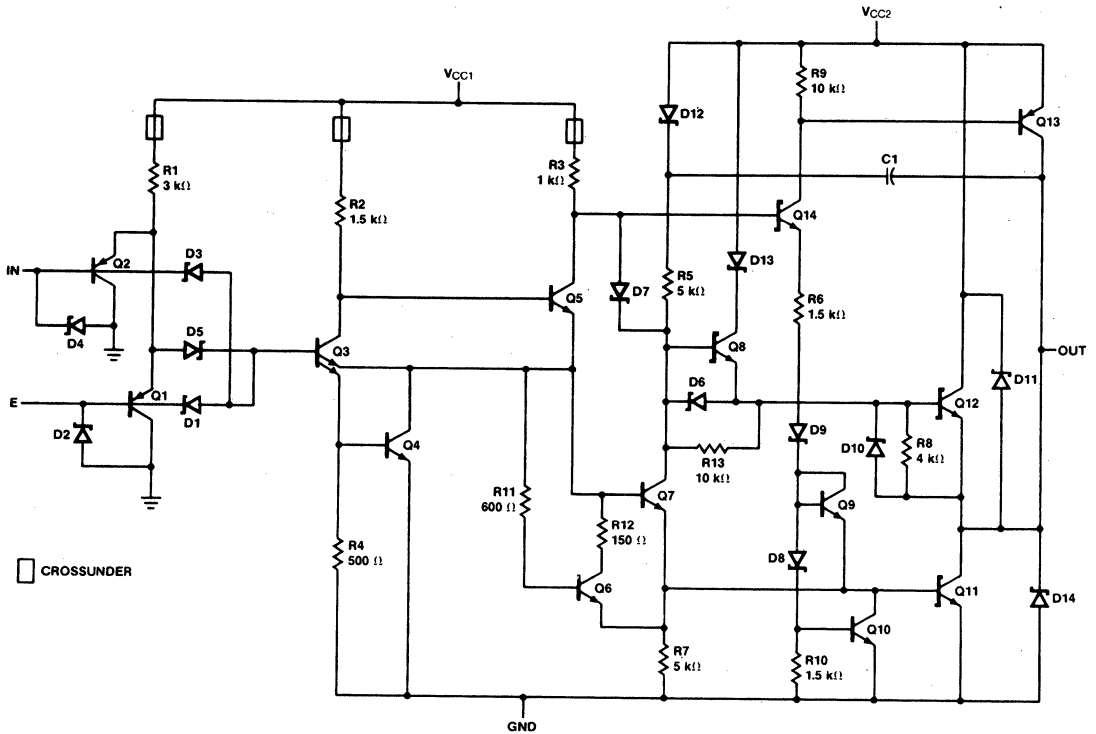 VCC2
VCC1
R9
10 kΩ
D12
Q13
R1
3 kΩ
R3
1 kΩ
C1
R2
1.5 kΩ
Q14
IN
Q2
D3
D13
R5
5 kΩ
D7
Q5
R6
1.5 kΩ
D4
D5
Q3
Q8
OUT
D11
E
Q1
D1
D6
Q12
D2
Q4
D9
D10
R8
4 kΩ
R13
10 kΩ
R11
600 Ω
Q7
Q9
R12
150 Ω
R4
500 Ω
D8
CROSSUNDER
Q6
Q11
D14
Q10
R7
5 kΩ
R10
1.5 kΩ
GND